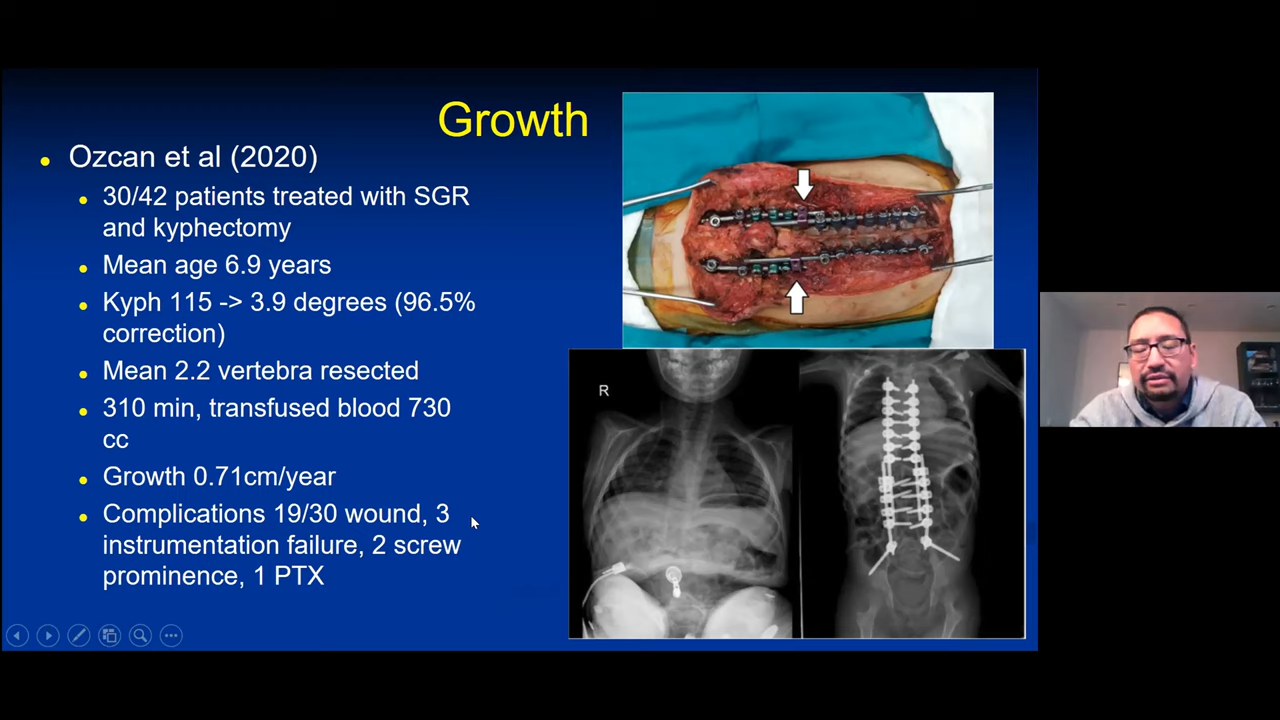 Growth
Ozcan et al (2020)
30/42 patients treated with SGR
and kyphectomy
Mean age 6.9 years
Kyph 115 -> 3.9 degrees (96.5%
correction)
Mean 2.2 vertebra resected
310 min, transfused blood 730
cc
Growth 0.71cm/year
Complications 19/30 wound, 3
instrumentation failure, 2 screw
prominence, 1 PTX
R